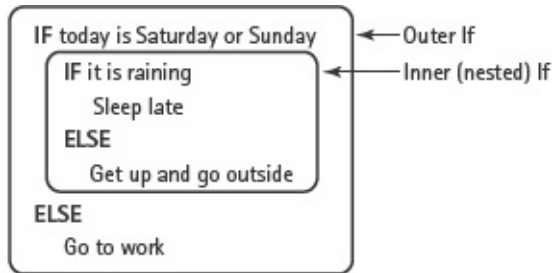 IF today is Saturday or Sunday
Outer If
IF it is raining
Inner (nested) If
Sleep late
ELSE
Get up and go outside
ELSE
Go to work